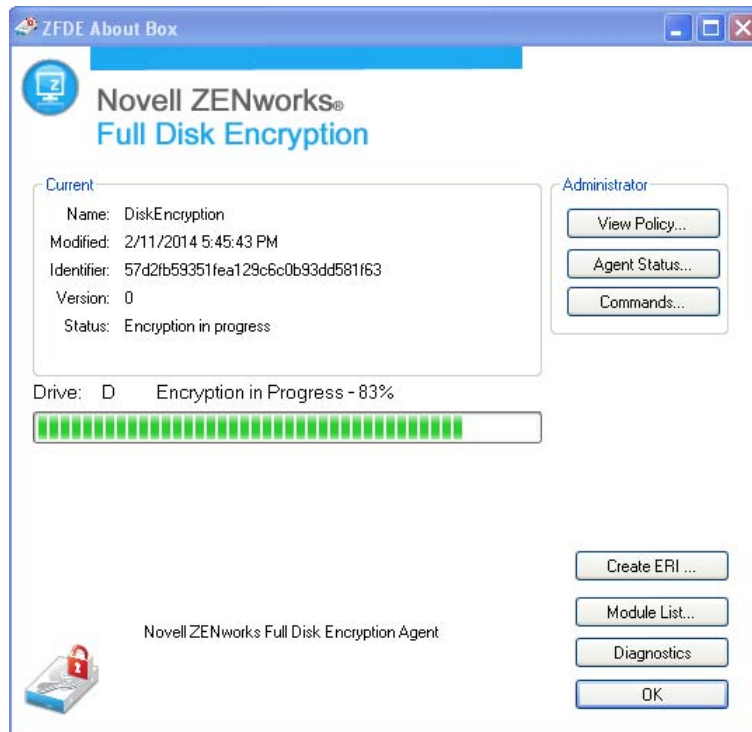 ZFDE About Box
Z
Novell ZENworks®
Full Disk Encryption
Current
Name: DiskEncryption
Modified: 2/11/2014 5:45:43 PM
Identifier: 57d2fb59351fea129c6c0b93dd581f63
Version: 0
Status: Encryption in progress
Administrator
View Policy...
Agent Status...
Commands...
Drive: D Encryption in Progress - 83%
Create ERI ...
Module List...
Novell ZENworks Full Disk Encryption Agent
Diagnostics
OK